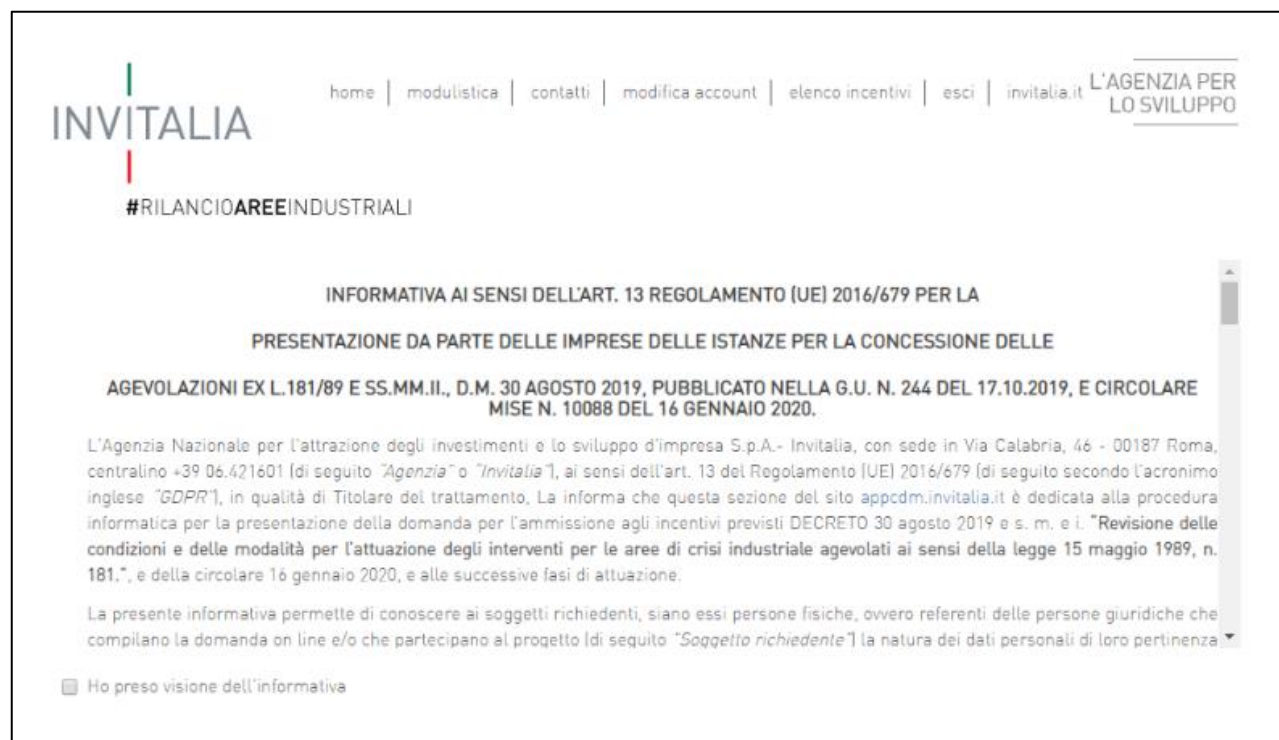 INVITALIA
home | modulistica | contatti | modifica account | elenco incentivi | esci | invitalia.it
L'AGENZIA PER
LO SVILUPPO
#RILANCIOAREEINDUSTRIALI
INFORMATIVA AI SENSI DELL'ART. 13 REGOLAMENTO (UE) 2016/679 PER LA
PRESENTAZIONE DA PARTE DELLE IMPRESE DELLE ISTANZE PER LA CONCESSIONE DELLE
AGEVOLAZIONI EX L.181/89 E SS.MM.II., D.M. 30 AGOSTO 2019, PUBBLICATO NELLA G.U. N. 244 DEL 17.10.2019, E CIRCOLARE
MISE N. 10088 DEL 16 GENNAIO 2020.
L'Agenzia Nazionale per l'attrazione degli investimenti e lo sviluppo d'impresa S.p.A.- Invitalia, con sede in Via Calabria, 46 - 00187 Roma,
centralino +39 06.421601 (di seguito "Agenzia" o "Invitalia"), ai sensi dell'art. 13 del Regolamento (UE) 2016/679 (di seguito secondo l'acronimo
inglese "GDPR"), in qualità di Titolare del trattamento, La informa che questa sezione del sito appcdm.invitalia.it è dedicata alla procedura
informatica per la presentazione della domanda per l'ammissione agli incentivi previsti DECRETO 30 agosto 2019 e s. m. e i. "Revisione delle
condizioni e delle modalità per l'attuazione degli interventi per le aree di crisi industriale agevolati ai sensi della legge 15 maggio 1989, n.
181.", e della circolare 16 gennaio 2020, e alle successive fasi di attuazione.
La presente informativa permette di conoscere ai soggetti richiedenti, siano essi persone fisiche, ovvero referenti delle persone giuridiche che
compilano la domanda on line e/o che partecipano al progetto (di seguito "Soggetto richiedente") la natura dei dati personali di loro pertinenza
Ho preso visione dell'informativa